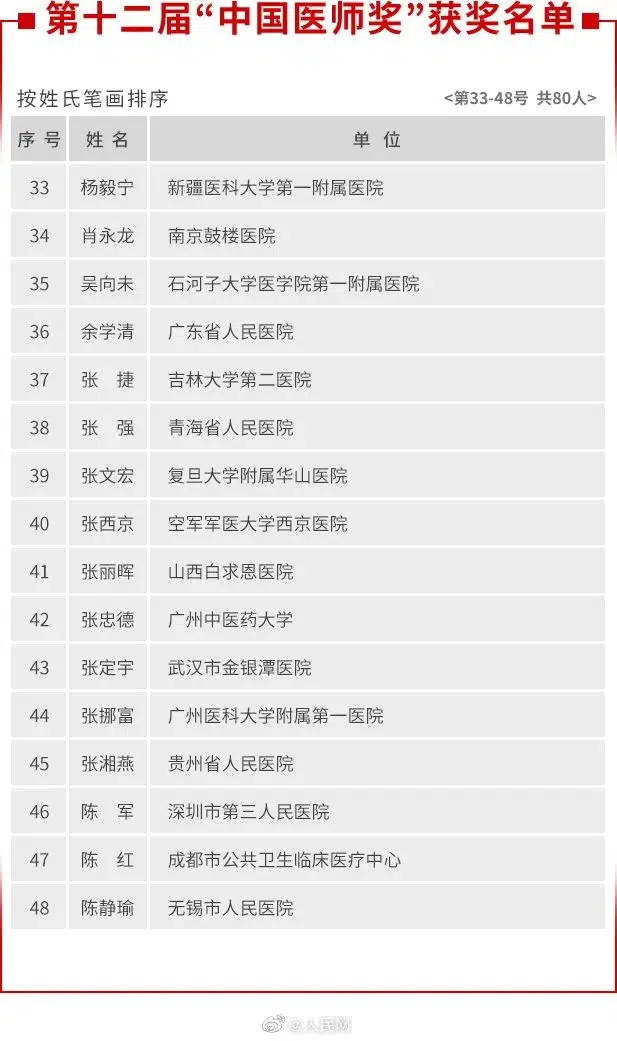 第十二届“中国医师奖”获奖名单
按姓氏笔画排序 <第33-48号 共80人>
序号 姓名 单位
33 杨毅宁 新疆医科大学第一附属医院
34 肖永龙 南京鼓楼医院
35 吴向未 石河子大学医学院第一附属医院
36 余学清 广东省人民医院
37 张 捷 吉林大学第二医院
38 张 强 青海省人民医院
39 张文宏 复旦大学附属华山医院
40 张西京 空军军医大学西京医院
41 张丽晖 山西白求恩医院
42 张忠德 广州中医药大学
43 张定宇 武汉市金银潭医院
44 张挪富 广州医科大学附属第一医院
45 张湘燕 贵州省人民医院
46 陈 军 深圳市第三人民医院
47 陈 红 成都市公共卫生临床医疗中心
48 陈静瑜 无锡市人民医院
@人民网